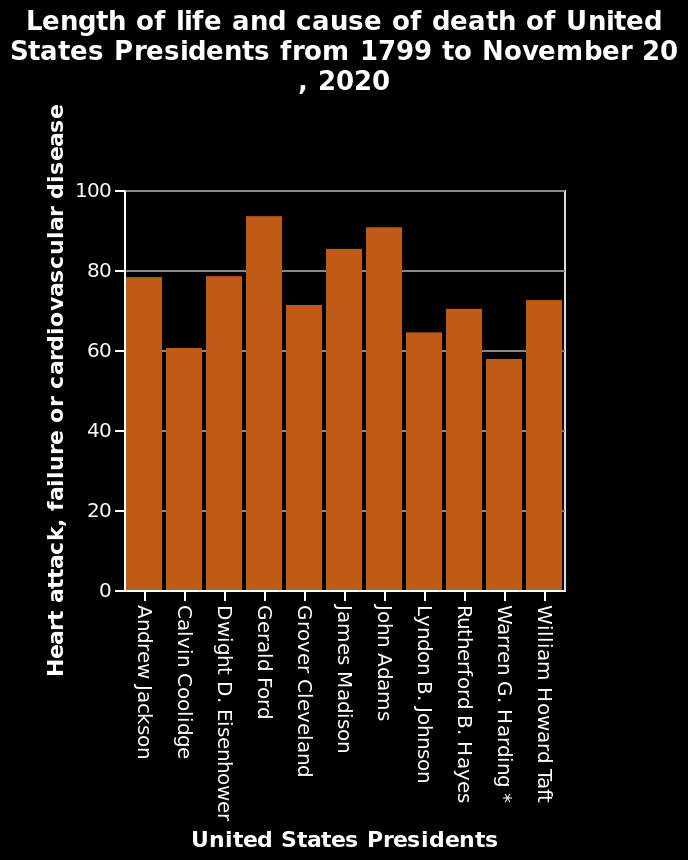 Length of life and cause of death of United
States Presidents from 1799 to November 20
, 2020
Heart attack, failure or cardiovascular disease
100
80
60
40
20
0
Andrew Jackson
Calvin Coolidge
Dwight D. Eisenhower
Gerald Ford
Grover Cleveland
James Madison
John Adams
Lyndon B. Johnson
Rutherford B. Hayes
Warren G. Harding *
William Howard Taft
United States Presidents